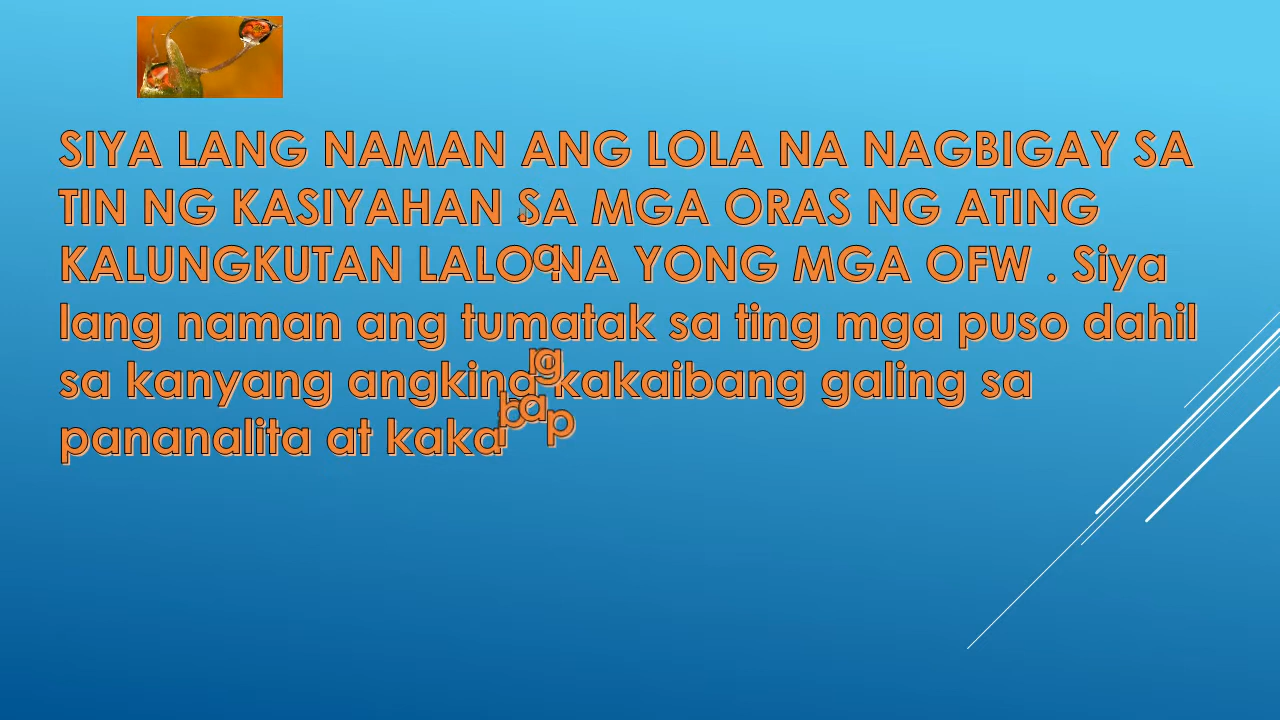 SIYA LANG NAMAN ANG LOLA NA NAGBIGAY SA
TIN NG KASIYAHAN SA MGA ORAS NG ATING
KALUNGKUTAN LALO NA YONG MGA OFW . Siya
lang naman ang tumatak sa ting mga puso dahil
sa kanyang angking kakaibang galing sa
pananalita at kaka